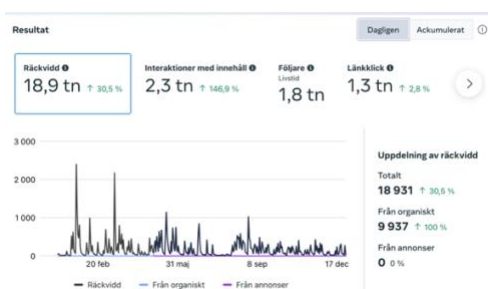 Resultat
Dagligen Ackumulerat
Räckvidd
18,9 tn ↑ 30,5 %
Interaktioner med innehåll
2,3 tn ↑ 146,9 %
Följare
Livstid
1,8 tn
Länkklick
1,3 tn ↑ 2,8 %
3 000
2 000
1 000
0
20 feb 31 maj 8 sep 17 dec
Räckvidd Från organiskt Från annonser
Uppdelning av räckvidd
Totalt
18 931 ↑ 30,5 %
Från organiskt
9 937 ↑ 100 %
Från annonser
0 0 %